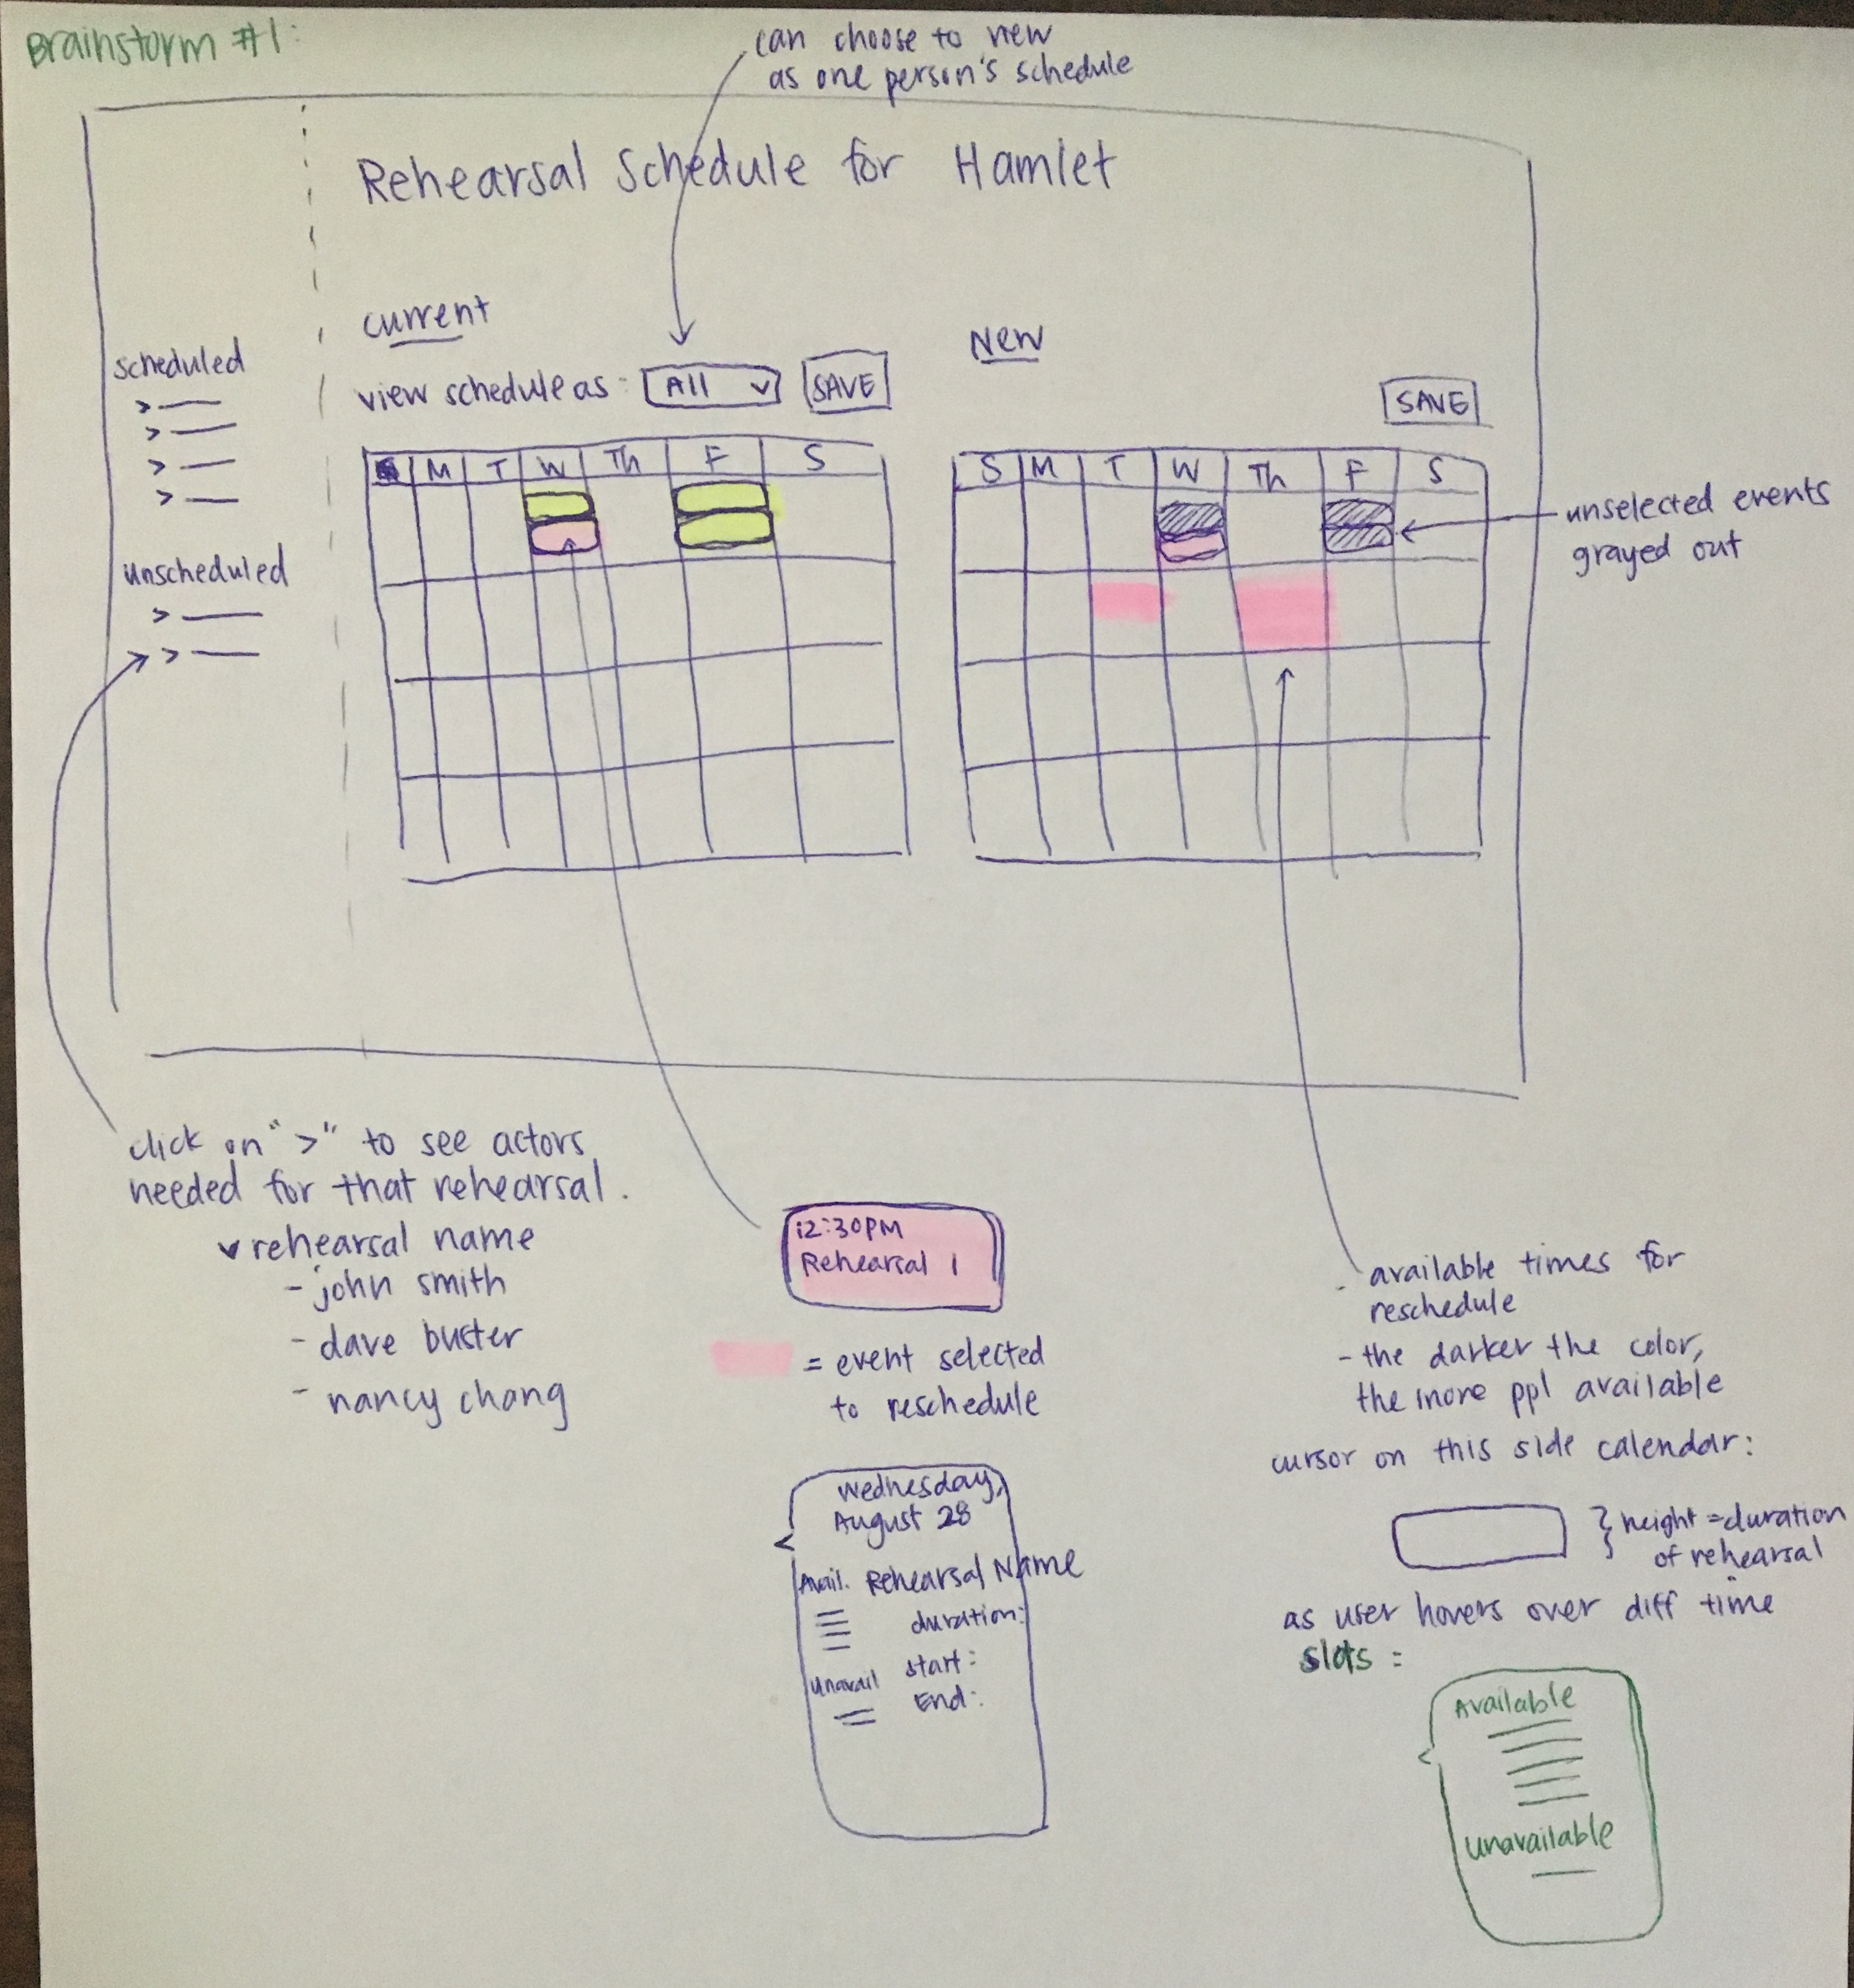 Brainstorm #1:
can choose to view
as one person's schedule
Rehearsal Schedule for Hamlet
scheduled
>
>
>
>
unscheduled
>
>
current
view schedule as: All v SAVE
M T W Th F S
New
SAVE
S M T W Th F S
unselected events
grayed out
click on ">" to see actors
needed for that rehearsal.
v rehearsal name
- john smith
- dave buster
- nancy chang
12:30PM
Rehearsal 1
= event selected
to reschedule
Wednesday,
August 28
Avail. Rehearsal Name
duration:
start:
Unavail
End:
- available times for
reschedule
- the darker the color,
the more ppl available
cursor on this side calendar:
} height = duration
of rehearsal
as user hovers over diff time
slots:
Available
Unavailable